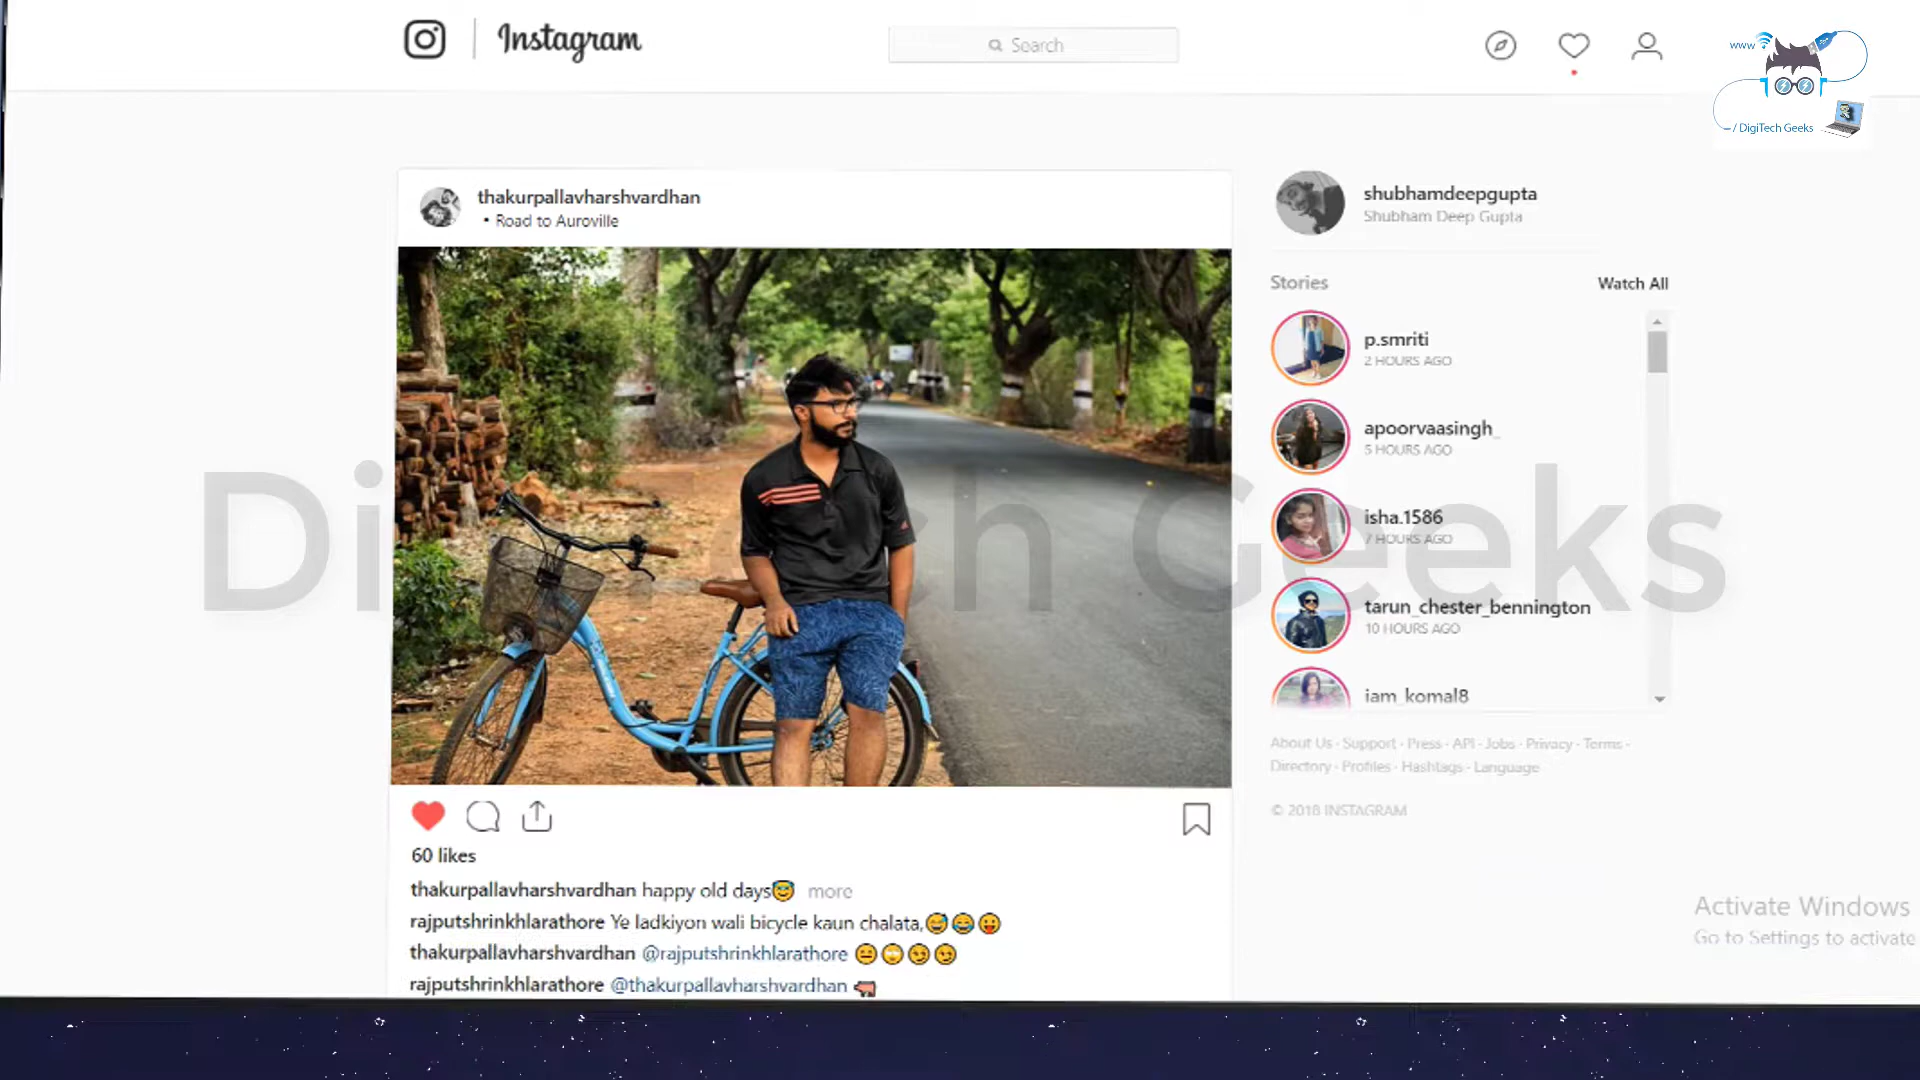 Instagram
Search
www
/ DigiTech Geeks
thakurpallavharshvardhan
• Road to Auroville
shubhamdeepgupta
Shubham Deep Gupta
Stories
Watch All
p.smriti
2 HOURS AGO
apoorvaasingh_
5 HOURS AGO
isha.1586
7 HOURS AGO
tarun_chester_bennington
10 HOURS AGO
iam_komal8
DigiTech Geeks
About Us · Support · Press · API · Jobs · Privacy · Terms ·
Directory · Profiles · Hashtags · Language
© 2018 INSTAGRAM
60 likes
thakurpallavharshvardhan happy old days😇 more
rajputshrinkhlarathore Ye ladkiyon wali bicycle kaun chalata,😅😂😛
thakurpallavharshvardhan @rajputshrinkhlarathore 😐🙄😏😏
rajputshrinkhlarathore @thakurpallavharshvardhan 🐖
Activate Windows
Go to Settings to activate